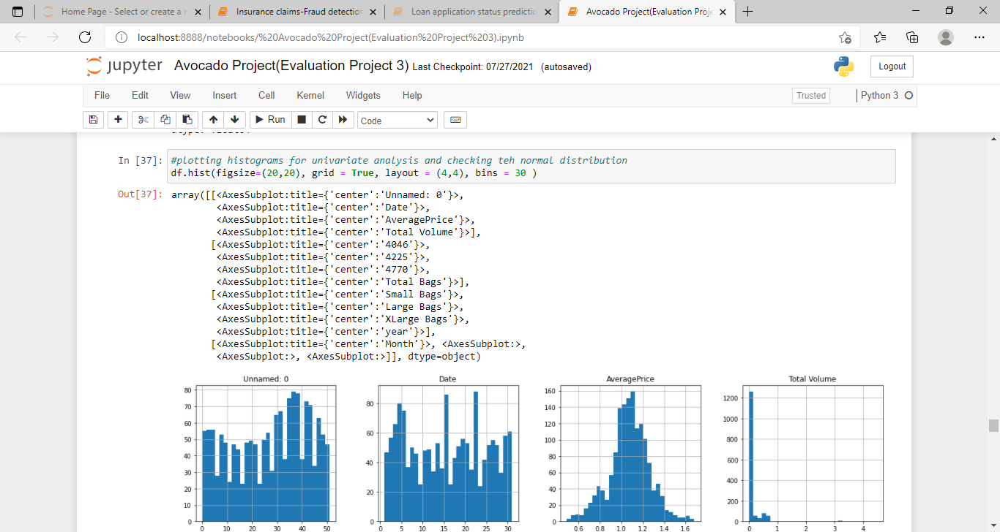 Home Page - Select or create a n
Insurance claims-Fraud detection
Loan application status predictio
Avocado Project(Evaluation Proje
localhost:8888/notebooks/%20Avocado%20Project(Evaluation%20Project%203).ipynb
jupyter Avocado Project(Evaluation Project 3) Last Checkpoint: 07/27/2021 (autosaved)
Logout
File Edit View Insert Cell Kernel Widgets Help
Trusted
Python 3
Run
Code
In [37]: #plotting histograms for univariate analysis and checking teh normal distribution
df.hist(figsize=(20,20), grid = True, layout = (4,4), bins = 30 )
Out[37]: array([[<AxesSubplot:title={'center':'Unnamed: 0'}>,
<AxesSubplot:title={'center':'Date'}>,
<AxesSubplot:title={'center':'AveragePrice'}>,
<AxesSubplot:title={'center':'Total Volume'}>],
[<AxesSubplot:title={'center':'4046'}>,
<AxesSubplot:title={'center':'4225'}>,
<AxesSubplot:title={'center':'4770'}>,
<AxesSubplot:title={'center':'Total Bags'}>],
[<AxesSubplot:title={'center':'Small Bags'}>,
<AxesSubplot:title={'center':'Large Bags'}>,
<AxesSubplot:title={'center':'XLarge Bags'}>,
<AxesSubplot:title={'center':'year'}>],
[<AxesSubplot:title={'center':'Month'}>, <AxesSubplot:>,
<AxesSubplot:>, <AxesSubplot:>]], dtype=object)
Unnamed: 0
80
70
60
50
40
30
20
10
0
0 10 20 30 40 50
Date
80
60
40
20
0
0 5 10 15 20 25 30
AveragePrice
160
140
120
100
80
60
40
20
0
0.6 0.8 1.0 1.2 1.4 1.6
Total Volume
1200
1000
800
600
400
200
0
0 1 2 3 4